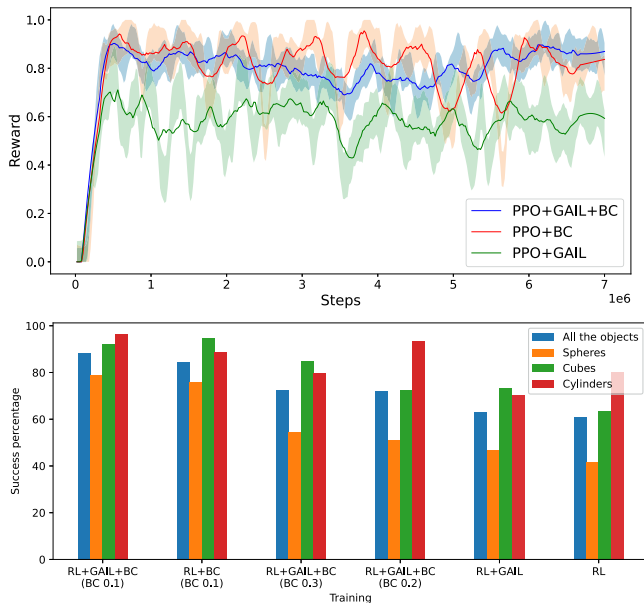 1.0
0.8
0.6
0.4
0.2
0.0
Reward
PPO+GAIL+BC
PPO+BC
PPO+GAIL
0 1 2 3 4 5 6 7
Steps
1e6
100
80
60
40
20
0
Success percentage
All the objects
Spheres
Cubes
Cylinders
RL+GAIL+BC RL+BC RL+GAIL+BC RL+GAIL+BC RL+GAIL RL
(BC 0.1) (BC 0.1) (BC 0.3) (BC 0.2)
Training